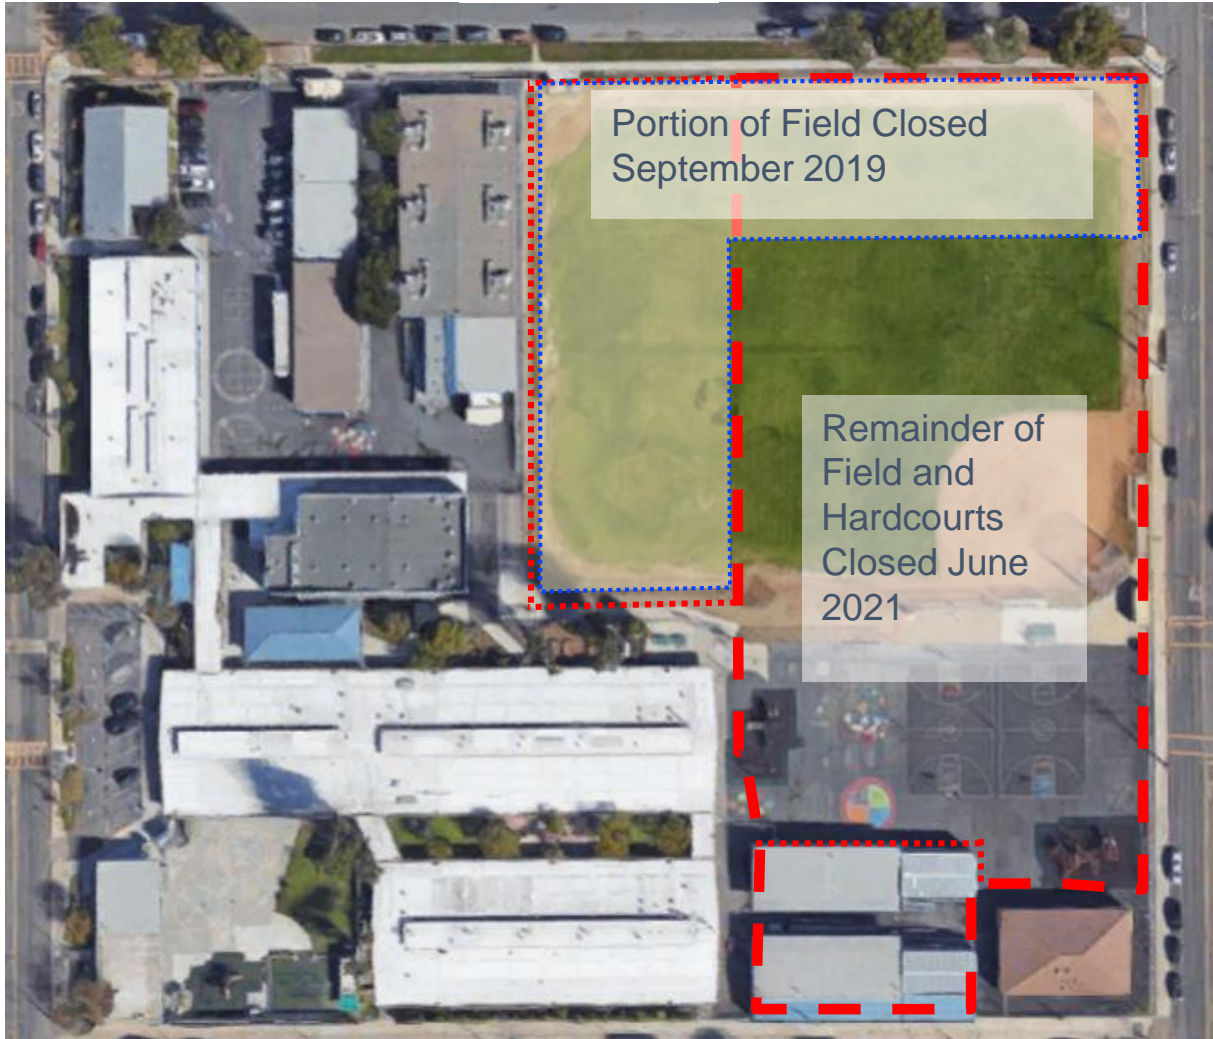 Portion of Field Closed
September 2019
Remainder of
Field and
Hardcourts
Closed June
2021